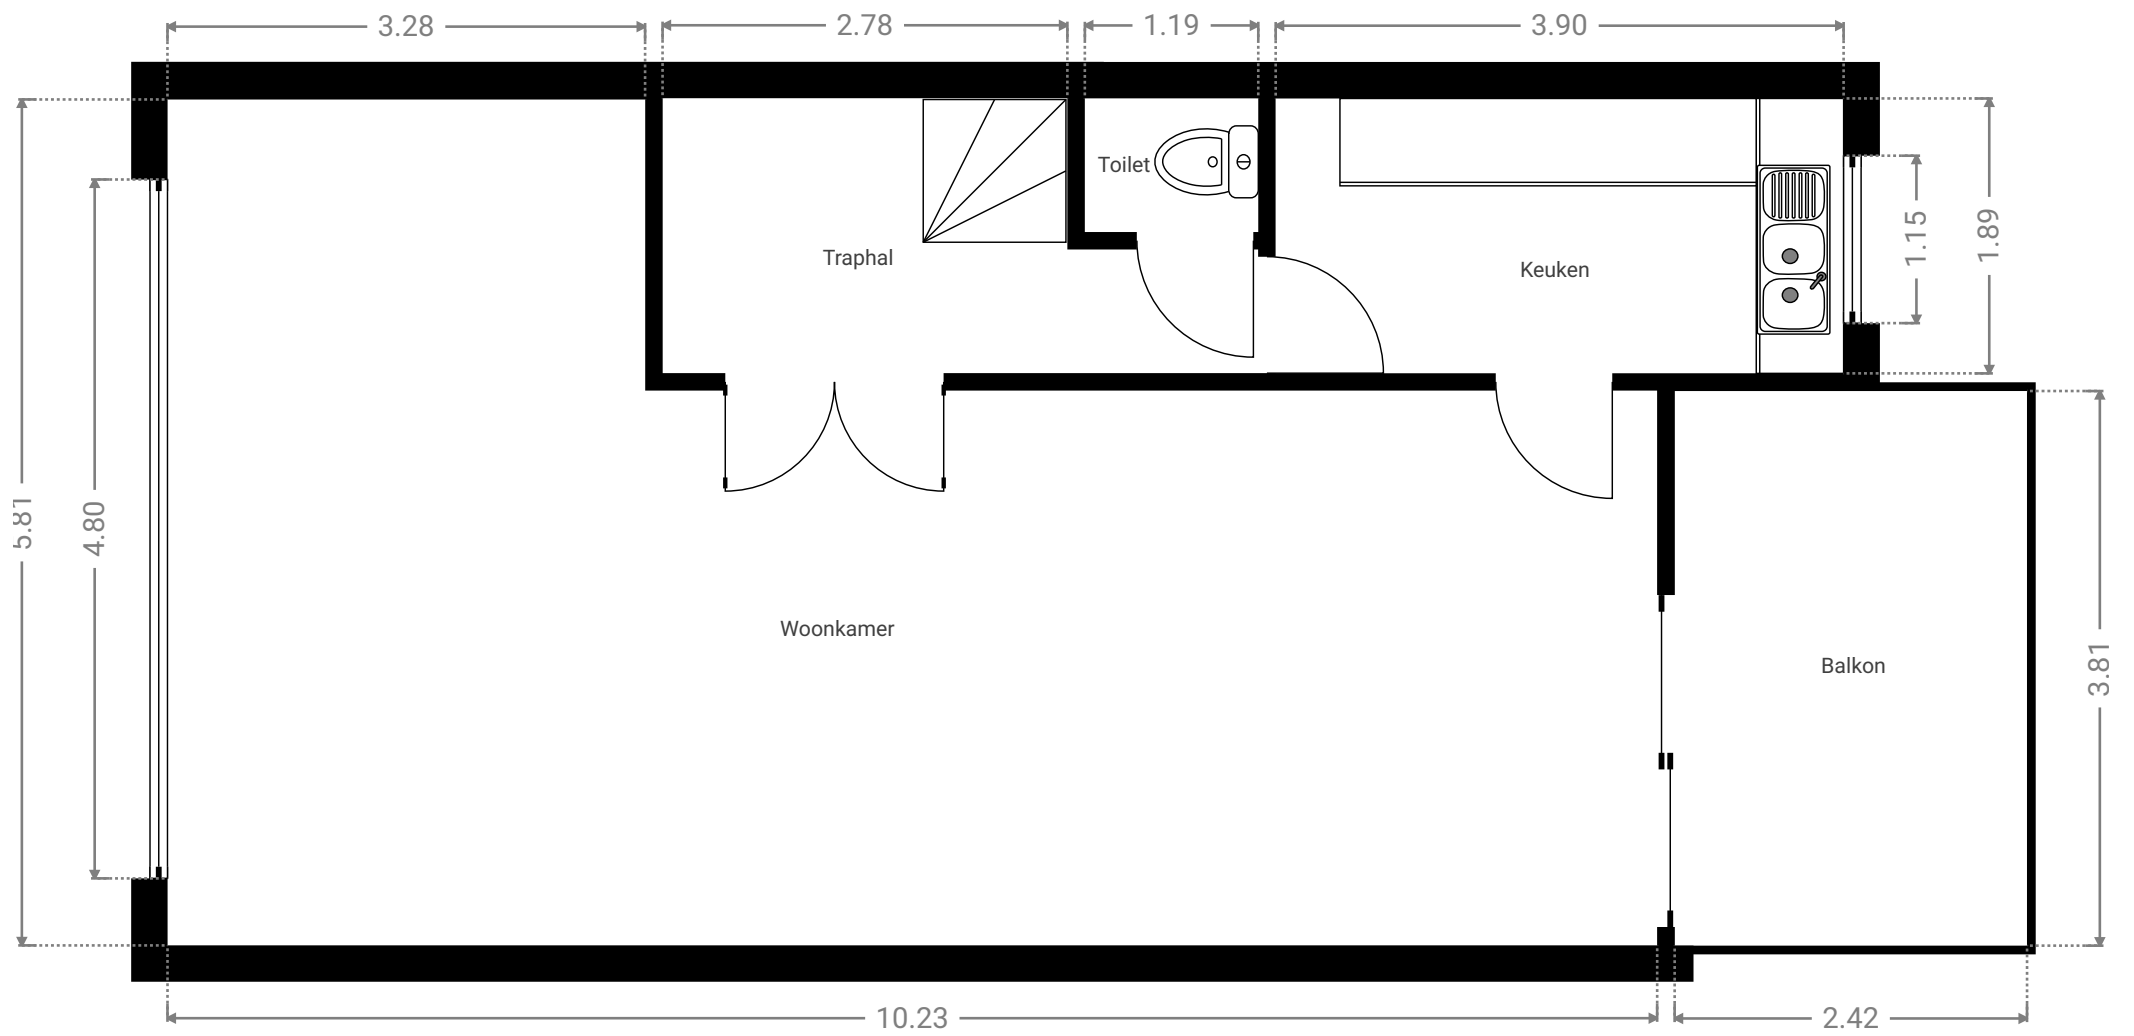 3.28
2.78
1.19
3.90
Toilet
Traphal
Keuken
1.15
1.89
5.81
4.80
Woonkamer
Balkon
3.81
10.23
2.42